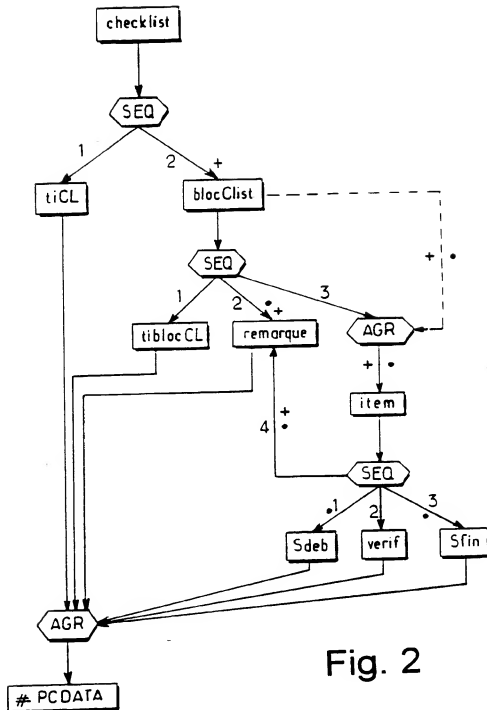 checklist
SEQ
1 2 +
tiCL blocClist
SEQ
+ •
1 2 • + 3
tiblocCL remarque AGR
+ •
item
4 + •
SEQ
• 1 2 • 3
Sdeb verif Sfin
AGR
Fig. 2
# PCDATA